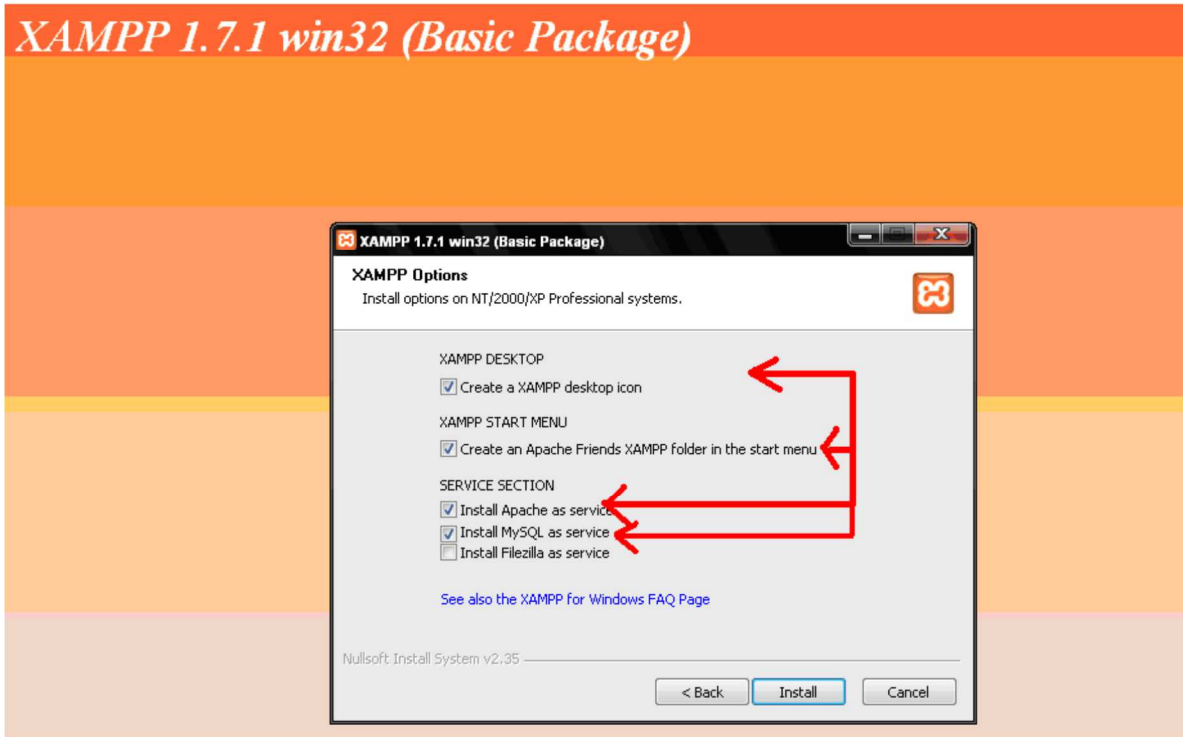 XAMPP 1.7.1 win32 (Basic Package)
XAMPP 1.7.1 win32 (Basic Package)
XAMPP Options
Install options on NT/2000/XP Professional systems.
XAMPP DESKTOP
Create a XAMPP desktop icon
XAMPP START MENU
Create an Apache Friends XAMPP folder in the start menu
SERVICE SECTION
Install Apache as service
Install MySQL as service
Install Filezilla as service
See also the XAMPP for Windows FAQ Page
Nullsoft Install System v2.35
< Back Install Cancel